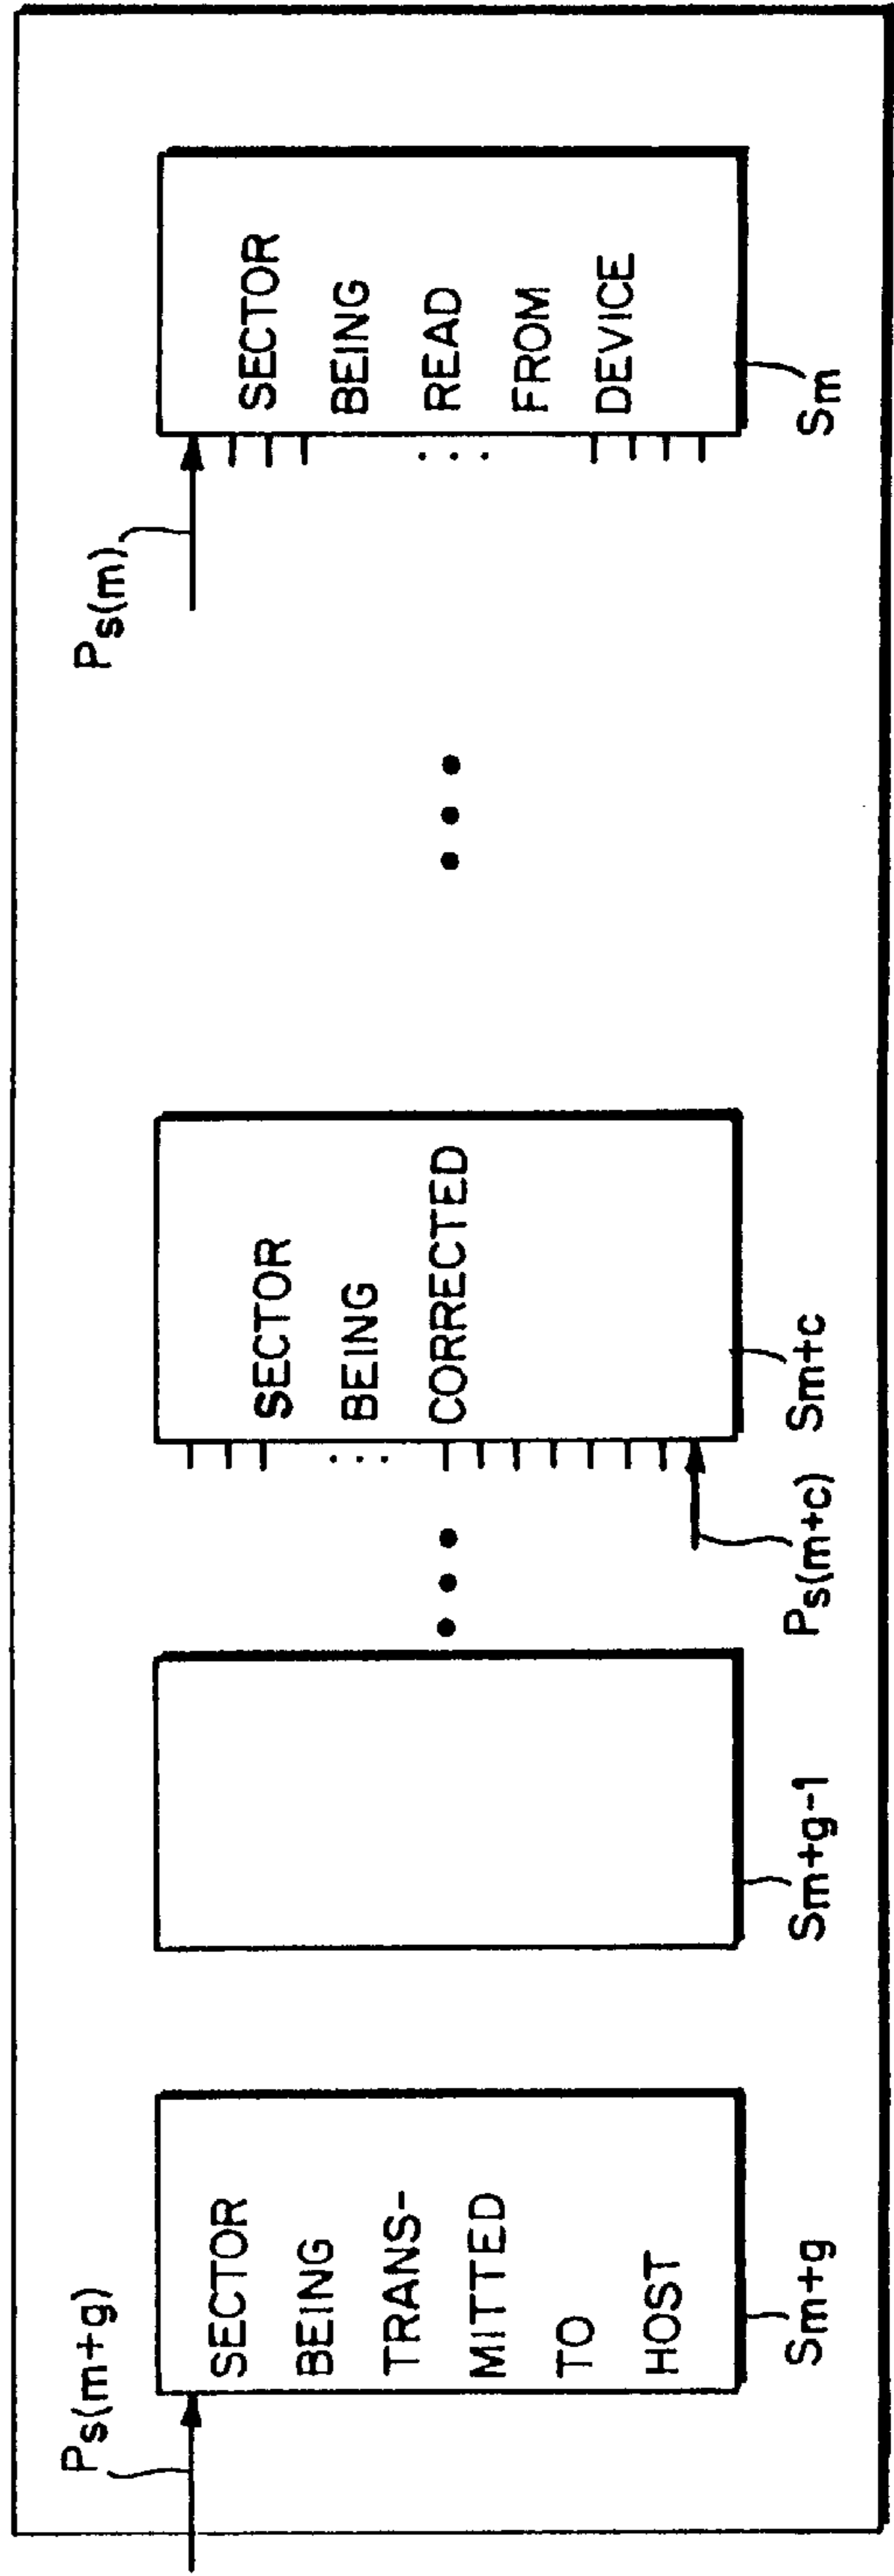 Ps(m+g)
SECTOR
BEING
TRANS-
MITTED
TO
HOST
Sm+g
Sm+g-1
SECTOR
BEING
CORRECTED
Ps(m+c)
Sm+c
Ps(m)
SECTOR
BEING
READ
FROM
DEVICE
Sm